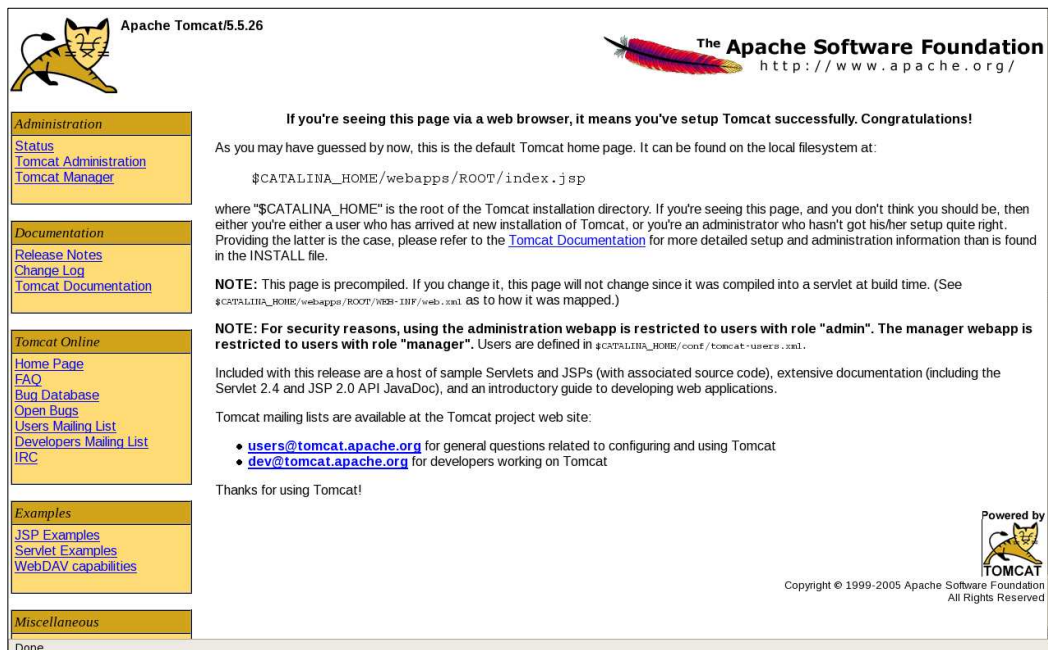 Apache Tomcat/5.5.26
The Apache Software Foundation
http://www.apache.org/
Administration
Status
Tomcat Administration
Tomcat Manager
Documentation
Release Notes
Change Log
Tomcat Documentation
Tomcat Online
Home Page
FAQ
Bug Database
Open Bugs
Users Mailing List
Developers Mailing List
IRC
Examples
JSP Examples
Servlet Examples
WebDAV capabilities
Miscellaneous
If you're seeing this page via a web browser, it means you've setup Tomcat successfully. Congratulations!
As you may have guessed by now, this is the default Tomcat home page. It can be found on the local filesystem at:
$CATALINA_HOME/webapps/ROOT/index.jsp
where "$CATALINA_HOME" is the root of the Tomcat installation directory. If you're seeing this page, and you don't think you should be, then
either you're either a user who has arrived at new installation of Tomcat, or you're an administrator who hasn't got his/her setup quite right.
Providing the latter is the case, please refer to the Tomcat Documentation for more detailed setup and administration information than is found
in the INSTALL file.
NOTE: This page is precompiled. If you change it, this page will not change since it was compiled into a servlet at build time. (See
$CATALINA_HOME/webapps/ROOT/WEB-INF/web.xml as to how it was mapped.)
NOTE: For security reasons, using the administration webapp is restricted to users with role "admin". The manager webapp is
restricted to users with role "manager". Users are defined in $CATALINA_HOME/conf/tomcat-users.xml.
Included with this release are a host of sample Servlets and JSPs (with associated source code), extensive documentation (including the
Servlet 2.4 and JSP 2.0 API JavaDoc), and an introductory guide to developing web applications.
Tomcat mailing lists are available at the Tomcat project web site:
• users@tomcat.apache.org for general questions related to configuring and using Tomcat
• dev@tomcat.apache.org for developers working on Tomcat
Thanks for using Tomcat!
Powered by
TOMCAT
Copyright © 1999-2005 Apache Software Foundation
All Rights Reserved
Done